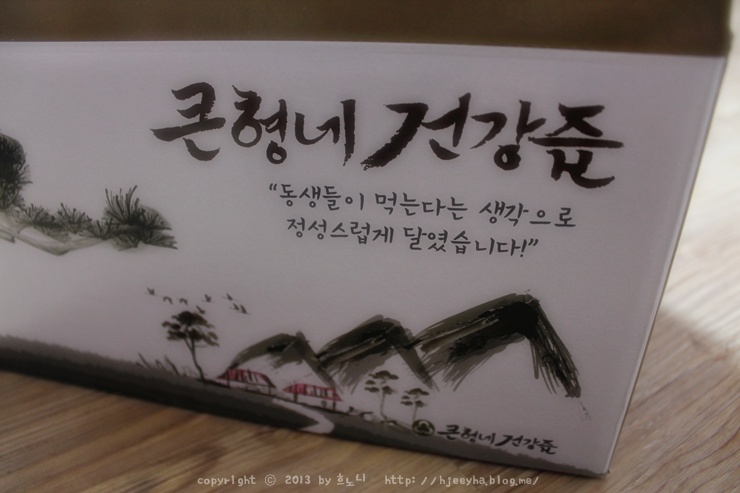 큰형네 건강즙
“동생들이 먹는다는 생각으로
정성스럽게 달였습니다!”
큰형네 건강즙
copyright ⓒ 2013 by 흐노니 http://hjeeyha.blog.me/